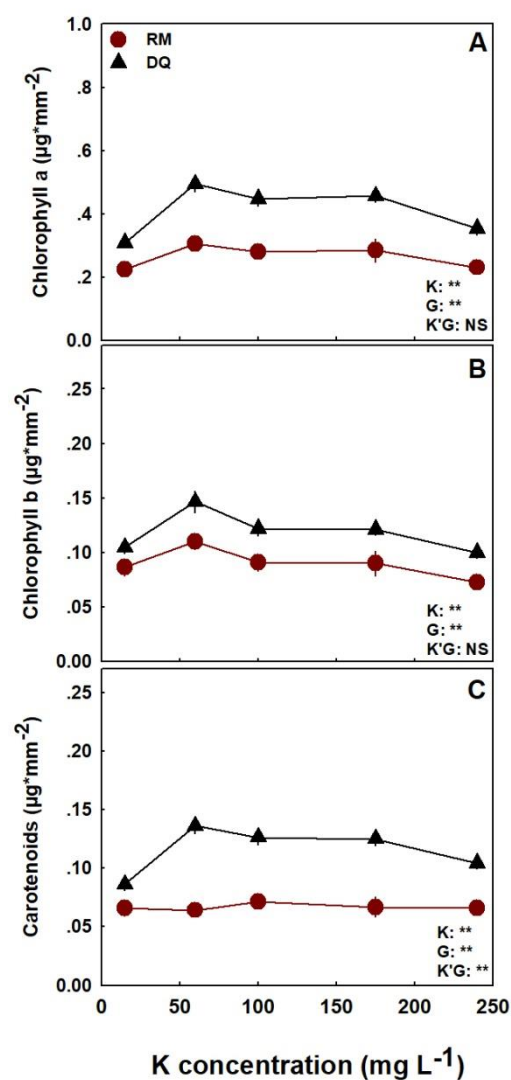 RM
DQ
A
1.0
.8
.6
.4
.2
0.0
Chlorophyll a (µg*mm-2)
K: **
G: **
K'G: NS
B
.25
.20
.15
.10
.05
0.00
Chlorophyll b (µg*mm-2)
K: **
G: **
K'G: NS
C
.25
.20
.15
.10
.05
0.00
Carotenoids (µg*mm-2)
K: **
G: **
K'G: **
0 50 100 150 200 250
K concentration (mg L-1)